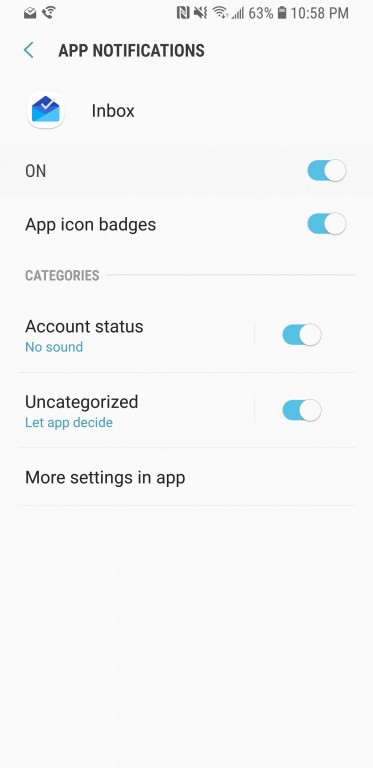 63% 10:58 PM
APP NOTIFICATIONS
Inbox
ON
App icon badges
CATEGORIES
Account status
No sound
Uncategorized
Let app decide
More settings in app